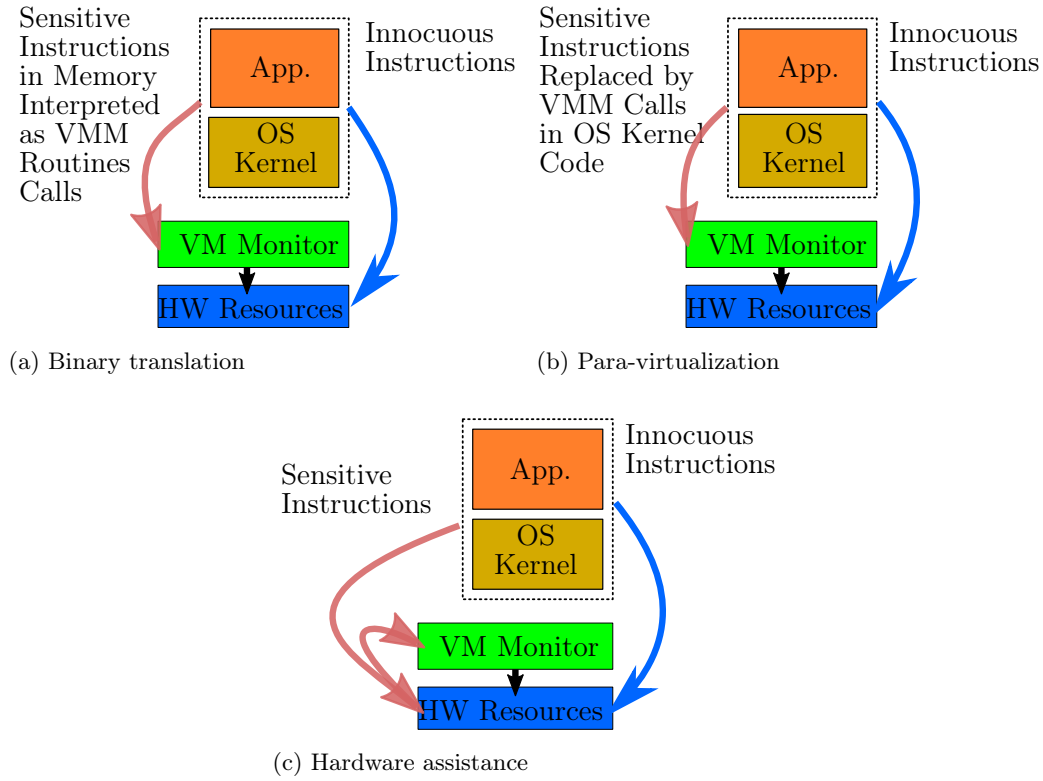 Sensitive
Instructions
in Memory
Interpreted
as VMM
Routines
Calls
App.
OS
Kernel
Innocuous
Instructions
VM Monitor
HW Resources
(a) Binary translation
Sensitive
Instructions
Replaced by
VMM Calls
in OS Kernel
Code
App.
OS
Kernel
Innocuous
Instructions
VM Monitor
HW Resources
(b) Para-virtualization
Sensitive
Instructions
App.
OS
Kernel
Innocuous
Instructions
VM Monitor
HW Resources
(c) Hardware assistance